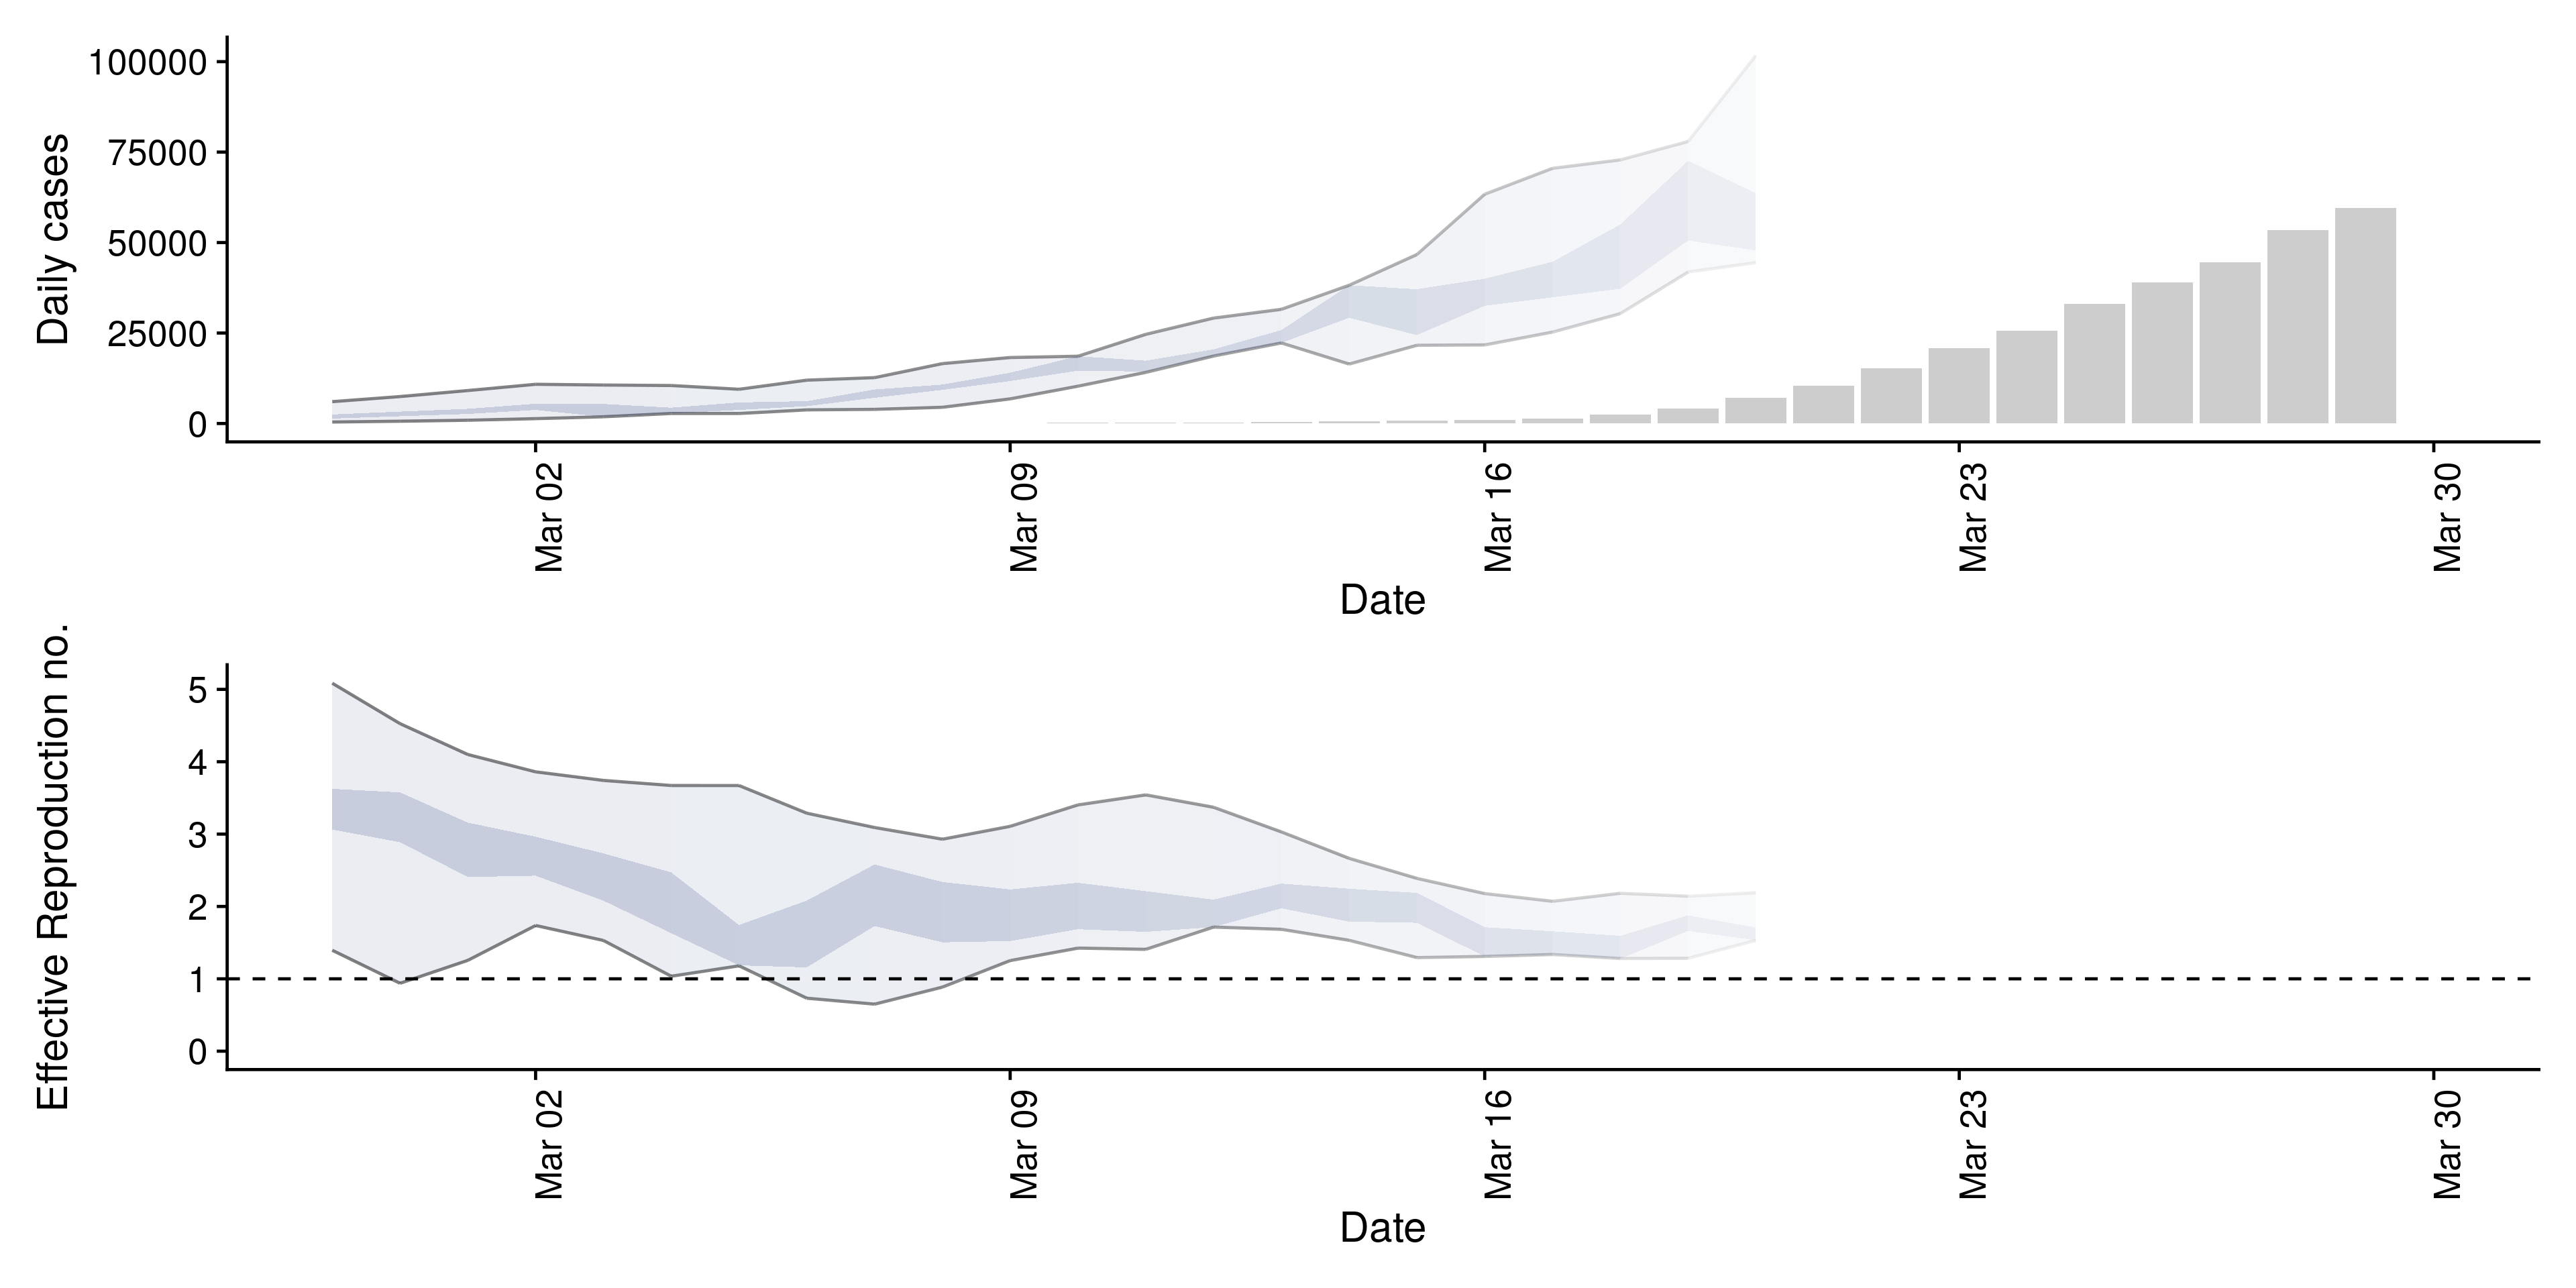 Daily cases
100000
75000
50000
25000
0
Mar 02
Mar 09
Mar 16
Mar 23
Mar 30
Date
Effective Reproduction no.
5
4
3
2
1
0
Mar 02
Mar 09
Mar 16
Mar 23
Mar 30
Date